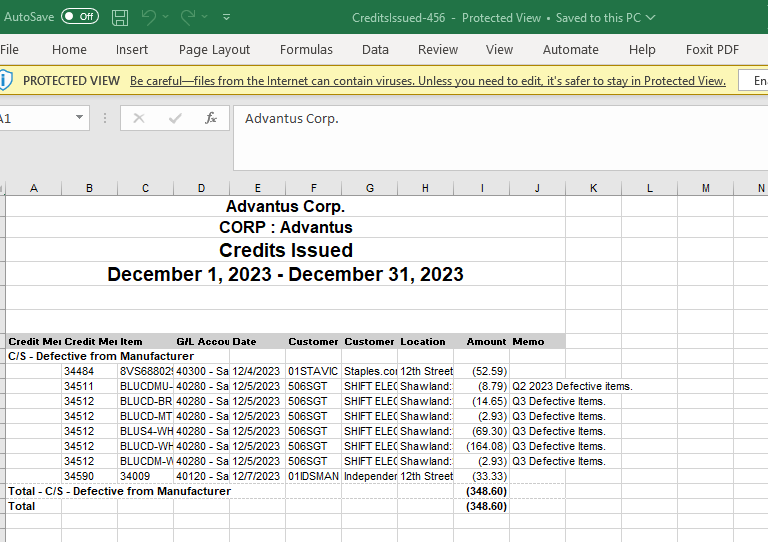 AutoSave Off CreditsIssued-456 - Protected View • Saved to this PC
File Home Insert Page Layout Formulas Data Review View Automate Help Foxit PDF
PROTECTED VIEW Be careful—files from the Internet can contain viruses. Unless you need to edit, it's safer to stay in Protected View. En
A1 fx Advantus Corp.
A B C D E F G H I J K L M N
Advantus Corp.
CORP : Advantus
Credits Issued
December 1, 2023 - December 31, 2023
Credit Mei Credit Mei Item G/L Accou Date Customer Customer Location Amount Memo
C/S - Defective from Manufacturer
34484 8VS68802 40300 - Sa 12/4/2023 01STAVIC Staples.co 12th Street (52.59)
34511 BLUCDMU- 40280 - Sa 12/5/2023 506SGT SHIFT ELEC Shawland: (8.79) Q2 2023 Defective items.
34512 BLUCD-BR 40280 - Sa 12/5/2023 506SGT SHIFT ELEC Shawland: (14.65) Q3 Defective Items.
34512 BLUCD-MT 40280 - Sa 12/5/2023 506SGT SHIFT ELEC Shawland: (2.93) Q3 Defective Items.
34512 BLUS4-WH 40280 - Sa 12/5/2023 506SGT SHIFT ELEC Shawland: (69.30) Q3 Defective Items.
34512 BLUCD-WH 40280 - Sa 12/5/2023 506SGT SHIFT ELEC Shawland: (164.08) Q3 Defective Items.
34512 BLUCDM-W 40280 - Sa 12/5/2023 506SGT SHIFT ELEC Shawland: (2.93) Q3 Defective Items.
34590 34009 40120 - Sa 12/7/2023 01IDSMAN Independer 12th Street (33.33)
Total - C/S - Defective from Manufacturer (348.60)
Total (348.60)